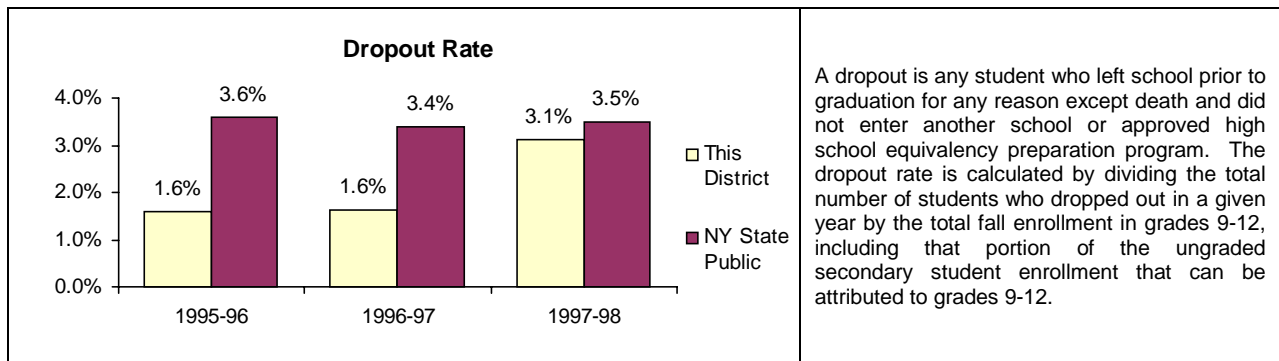 Dropout Rate
4.0%
3.0%
2.0%
1.0%
0.0%
1.6%
3.6%
1.6%
3.4%
3.1%
3.5%
1995-96
1996-97
1997-98
This
District
NY State
Public
A dropout is any student who left school prior to
graduation for any reason except death and did
not enter another school or approved high
school equivalency preparation program. The
dropout rate is calculated by dividing the total
number of students who dropped out in a given
year by the total fall enrollment in grades 9-12,
including that portion of the ungraded
secondary student enrollment that can be
attributed to grades 9-12.